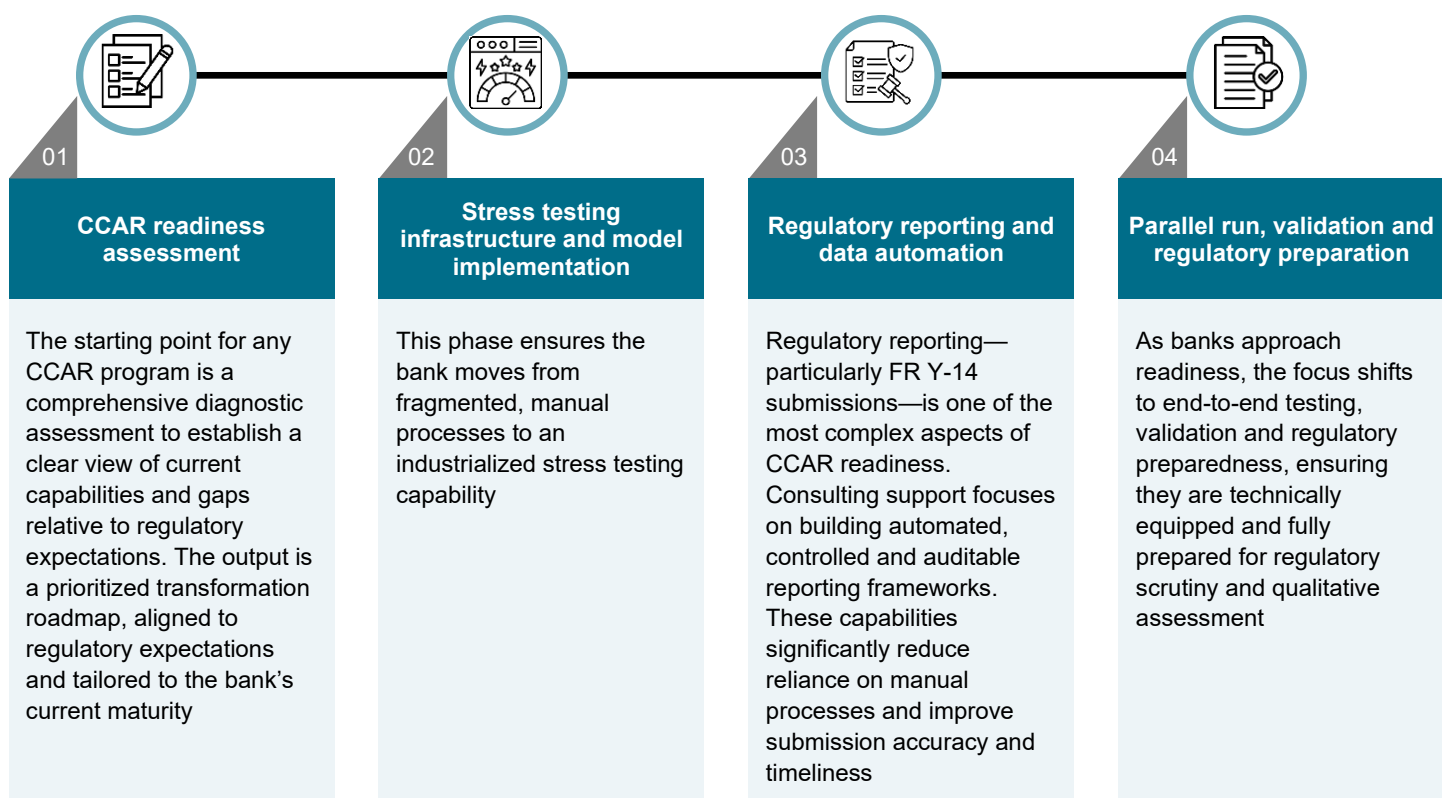 01
CCAR readiness
assessment
The starting point for any
CCAR program is a
comprehensive diagnostic
assessment to establish a
clear view of current
capabilities and gaps
relative to regulatory
expectations. The output is
a prioritized transformation
roadmap, aligned to
regulatory expectations
and tailored to the bank’s
current maturity
02
Stress testing
infrastructure and model
implementation
This phase ensures the
bank moves from
fragmented, manual
processes to an
industrialized stress testing
capability
03
Regulatory reporting and
data automation
Regulatory reporting—
particularly FR Y-14
submissions—is one of the
most complex aspects of
CCAR readiness.
Consulting support focuses
on building automated,
controlled and auditable
reporting frameworks.
These capabilities
significantly reduce
reliance on manual
processes and improve
submission accuracy and
timeliness
04
Parallel run, validation and
regulatory preparation
As banks approach
readiness, the focus shifts
to end-to-end testing,
validation and regulatory
preparedness, ensuring
they are technically
equipped and fully
prepared for regulatory
scrutiny and qualitative
assessment